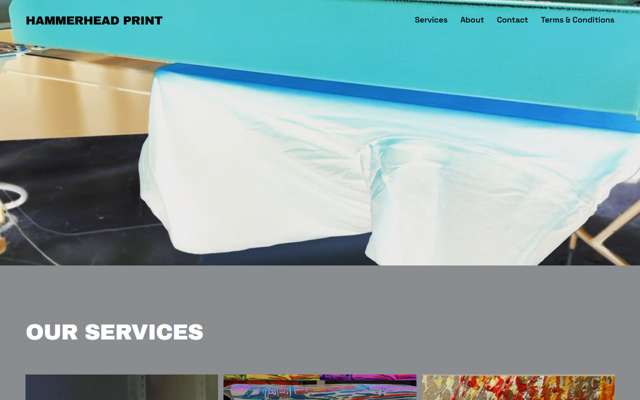 HAMMERHEAD PRINT
Services About Contact Terms & Conditions
OUR SERVICES